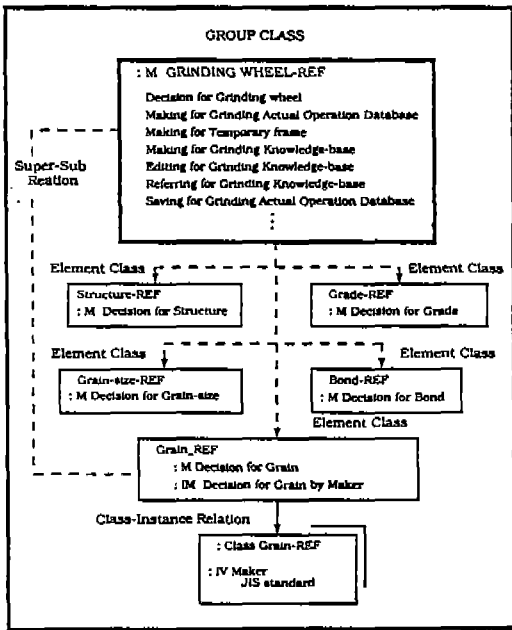 GROUP CLASS
: M GRINDING WHEEL-REF
Decision for Grinding wheel
Making for Grinding Actual Operation Database
Making for Temporary frame
Making for Grinding Knowledge-base
Editing for Grinding Knowledge-base
Referring for Grinding Knowledge-base
Saving for Grinding Actual Operation Database
Super-Sub
Reation
Element Class
Element Class
Structure-REF
: M Decision for Structure
Grade-REF
: M Decision for Grade
Element Class
Element Class
Grain-size-REF
: M Decision for Grain-size
Bond-REF
: M Decision for Bond
Element Class
Grain_REF
: M Decision for Grain
: IM Decision for Grain by Maker
Class-Instance Relation
: Class Grain-REF
: IV Maker
JIS standard